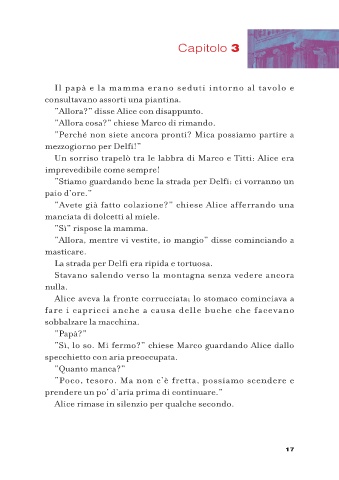 Capitolo 3
Il papà e la mamma erano seduti intorno al tavolo e
consultavano assorti una piantina.
"Allora?" disse Alice con disappunto.
"Allora cosa?" chiese Marco di rimando.
"Perché non siete ancora pronti? Mica possiamo partire a
mezzogiorno per Delfi!"
Un sorriso trapelò tra le labbra di Marco e Titti: Alice era
imprevedibile come sempre!
"Stiamo guardando bene la strada per Delfi: ci vorranno un
paio d'ore."
"Avete già fatto colazione?" chiese Alice afferrando una
manciata di dolcetti al miele.
"Sì" rispose la mamma.
"Allora, mentre vi vestite, io mangio" disse cominciando a
masticare.
La strada per Delfi era ripida e tortuosa.
Stavano salendo verso la montagna senza vedere ancora
nulla.
Alice aveva la fronte corrucciata; lo stomaco cominciava a
fare i capricci anche a causa delle buche che facevano
sobbalzare la macchina.
"Papà?"
"Sì, lo so. Mi fermo?" chiese Marco guardando Alice dallo
specchietto con aria preoccupata.
"Quanto manca?"
"Poco, tesoro. Ma non c'è fretta, possiamo scendere e
prendere un po' d'aria prima di continuare."
Alice rimase in silenzio per qualche secondo.
17